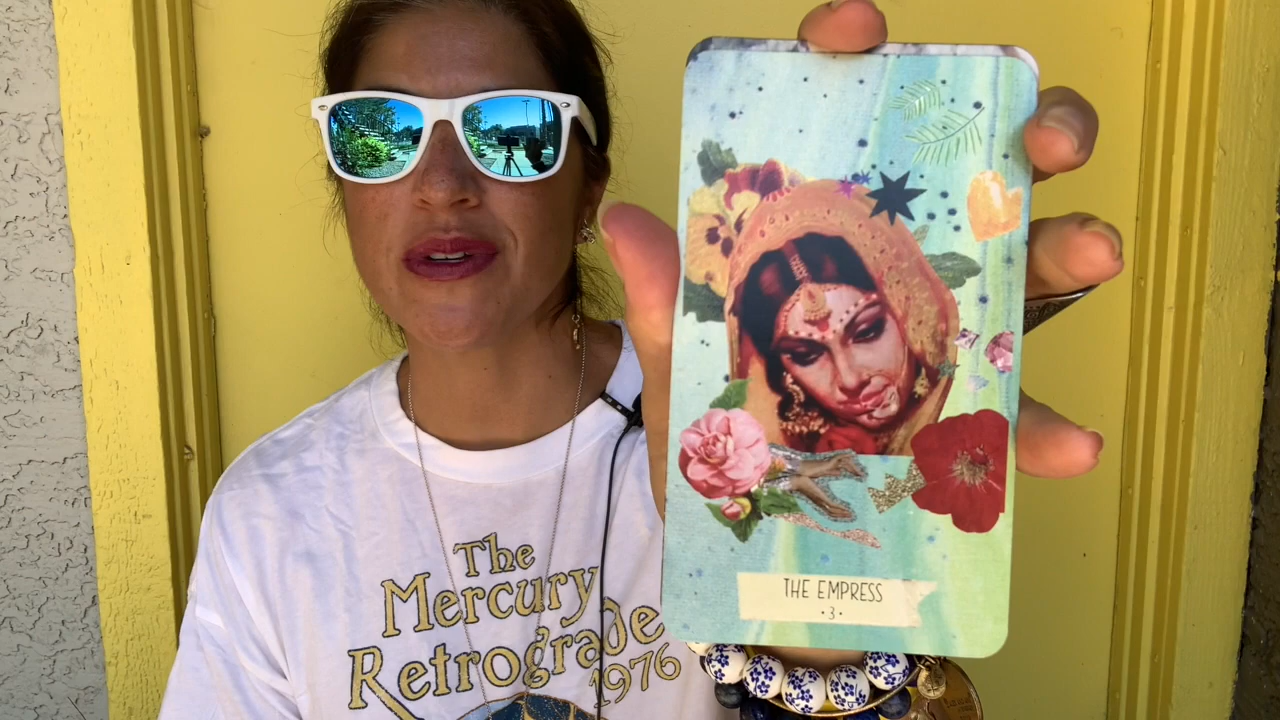 The
Mercury
Retrograde
1976
THE EMPRESS
•3•